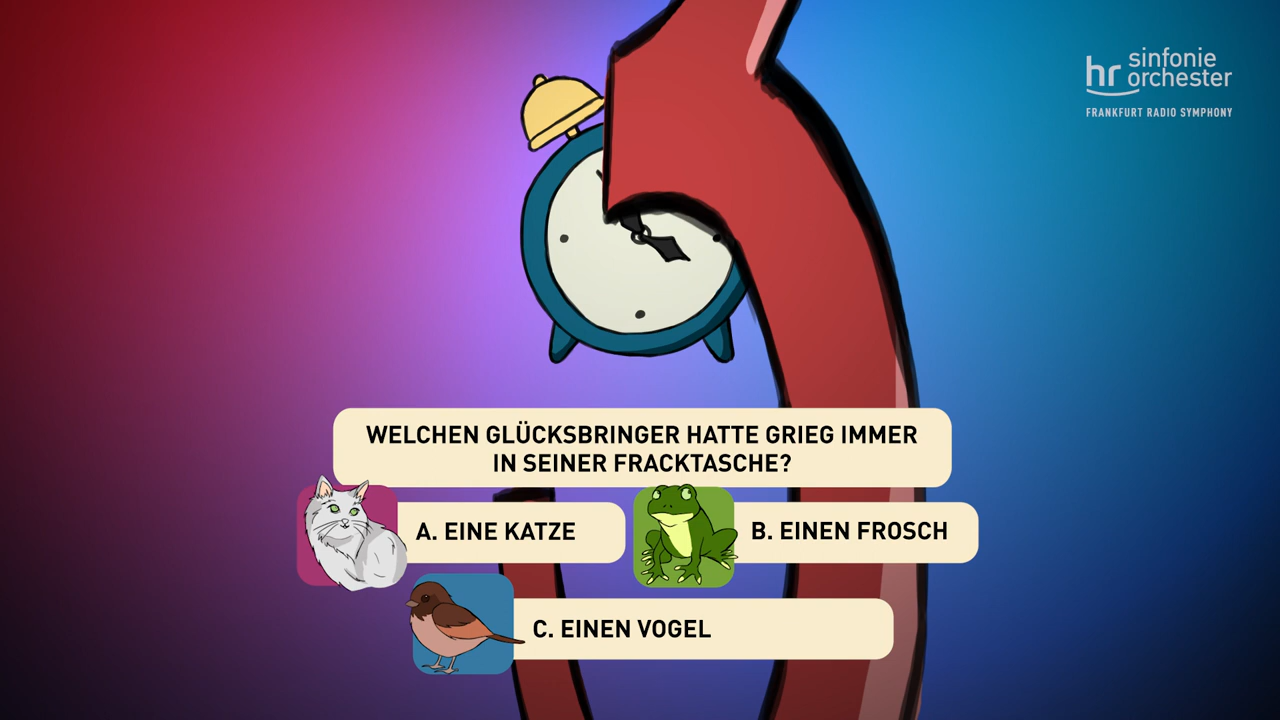 hr sinfonie
orchester
FRANKFURT RADIO SYMPHONY
WELCHEN GLÜCKSBRINGER HATTE GRIEG IMMER
IN SEINER FRACKTASCHE?
A. EINE KATZE
B. EINEN FROSCH
C. EINEN VOGEL